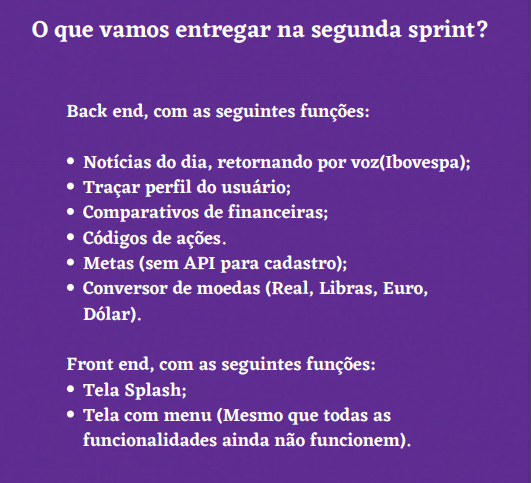 O que vamos entregar na segunda sprint?
Back end, com as seguintes funções:
• Notícias do dia, retornando por voz(Ibovespa);
• Traçar perfil do usuário;
• Comparativos de financeiras;
• Códigos de ações.
• Metas (sem API para cadastro);
• Conversor de moedas (Real, Libras, Euro,
Dólar).
Front end, com as seguintes funções:
• Tela Splash;
• Tela com menu (Mesmo que todas as
funcionalidades ainda não funcionem).